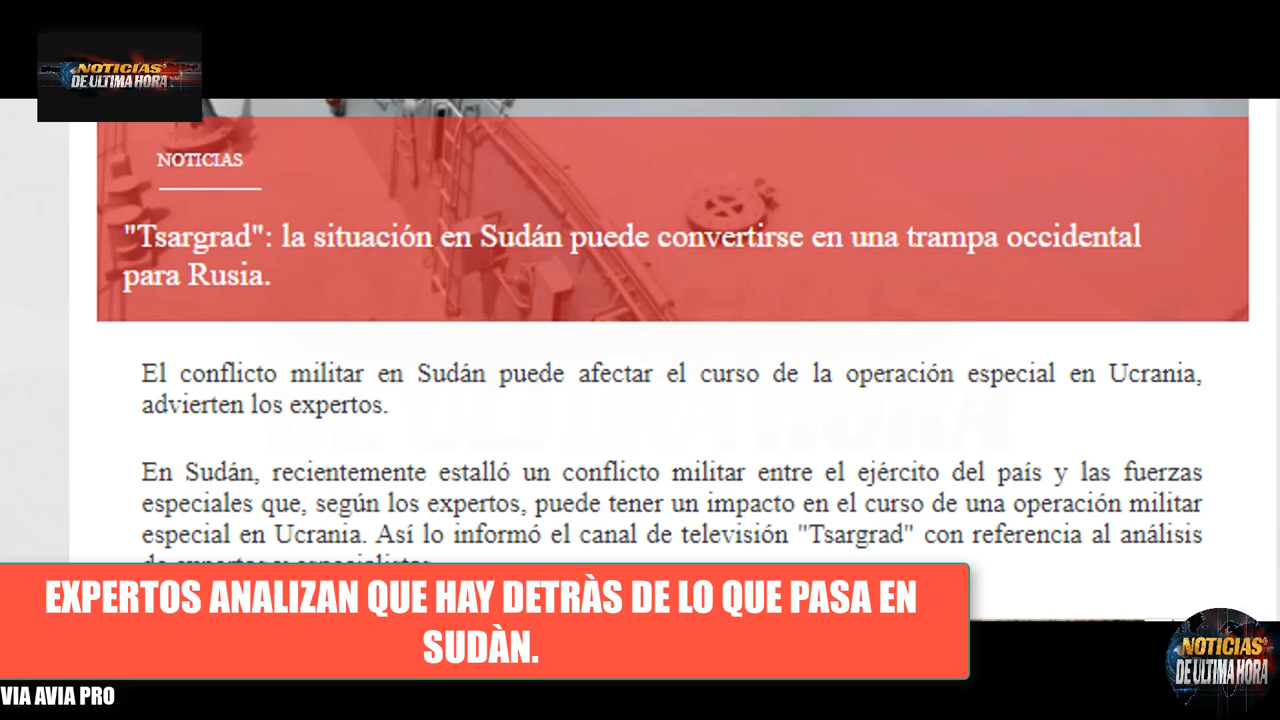 NOTICIAS
DE ULTIMA HORA
NOTICIAS
"Tsargrad": la situación en Sudán puede convertirse en una trampa occidental
para Rusia.
El conflicto militar en Sudán puede afectar el curso de la operación especial en Ucrania,
advierten los expertos.
En Sudán, recientemente estalló un conflicto militar entre el ejército del país y las fuerzas
especiales que, según los expertos, puede tener un impacto en el curso de una operación militar
especial en Ucrania. Así lo informó el canal de televisión "Tsargrad" con referencia al análisis
EXPERTOS ANALIZAN QUE HAY DETRÀS DE LO QUE PASA EN
SUDÀN.
NOTICIAS
DE ULTIMA HORA
VIA AVIA PRO